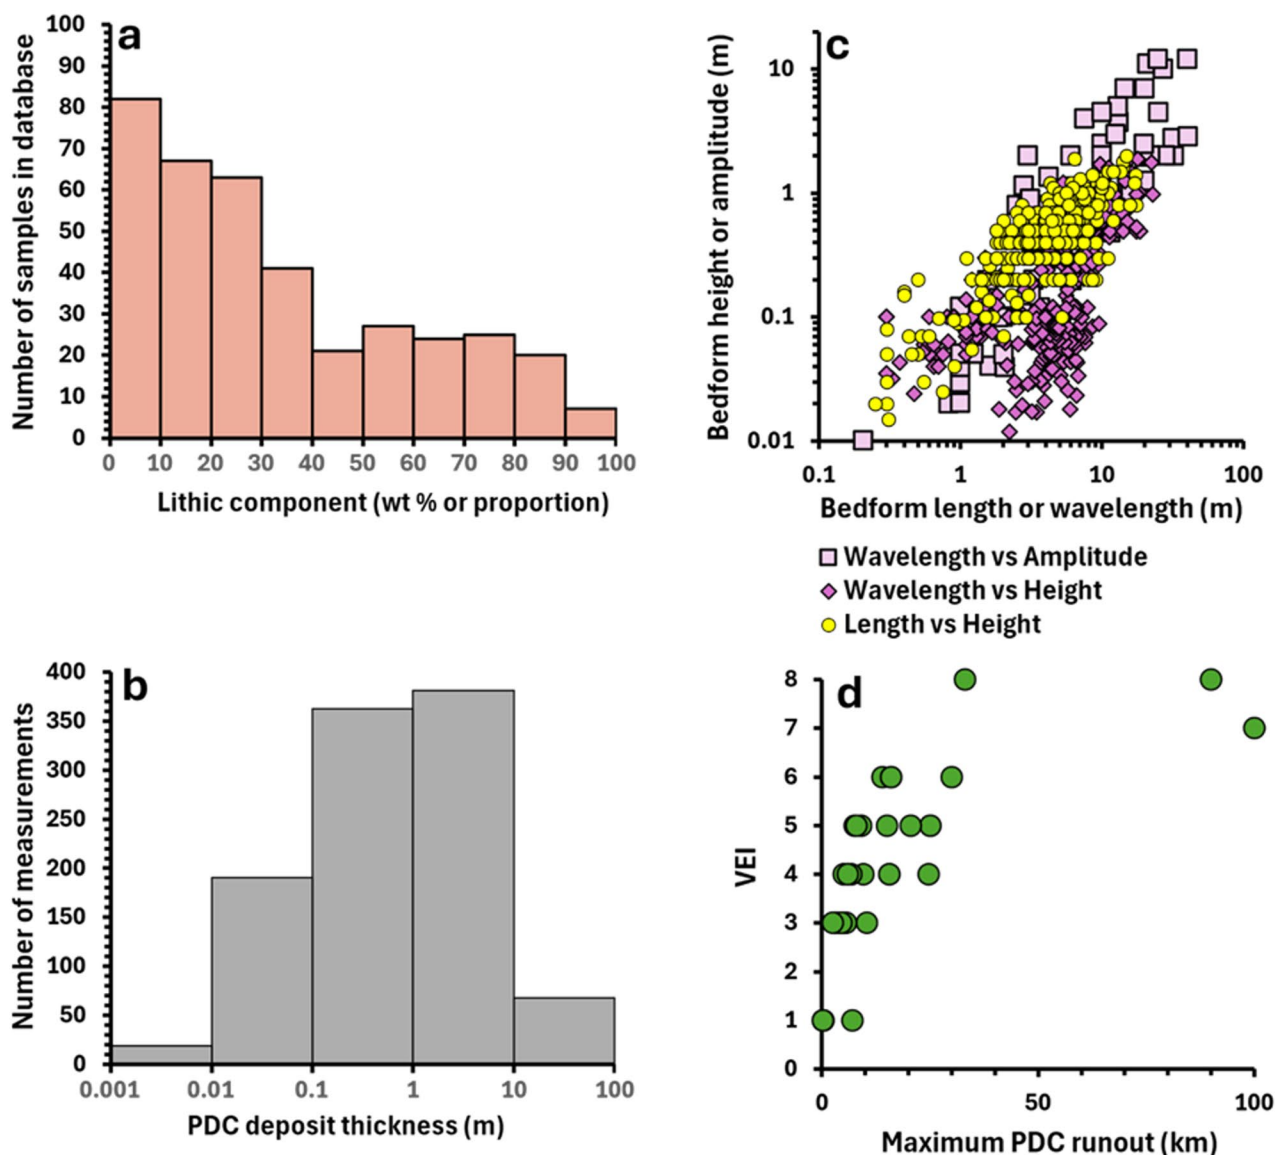 a
Number of samples in database
100
90
80
70
60
50
40
30
20
10
0
0 10 20 30 40 50 60 70 80 90 100
Lithic component (wt % or proportion)
c
Bedform height or amplitude (m)
10
1
0.1
0.01
0.1 1 10 100
Bedform length or wavelength (m)
Wavelength vs Amplitude
Wavelength vs Height
Length vs Height
b
Number of measurements
400
350
300
250
200
150
100
50
0
0.001 0.01 0.1 1 10 100
PDC deposit thickness (m)
d
VEI
8
7
6
5
4
3
2
1
0
0 50 100
Maximum PDC runout (km)